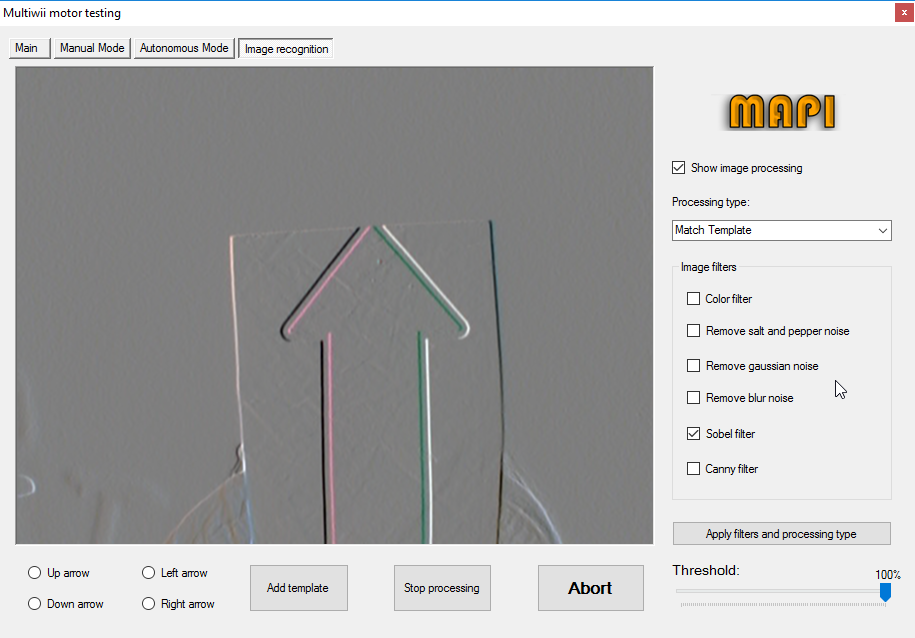 Multiwii motor testing
x
Main Manual Mode Autonomous Mode Image recognition
MAPI
Show image processing
Processing type:
Match Template
Image filters
Color filter
Remove salt and pepper noise
Remove gaussian noise
Remove blur noise
Sobel filter
Canny filter
Apply filters and processing type
Threshold:
100%
Up arrow Left arrow
Down arrow Right arrow
Add template Stop processing Abort